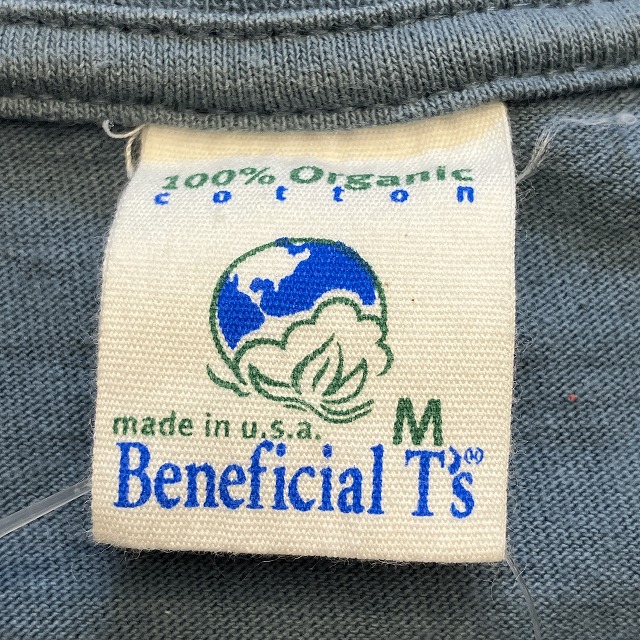 100% Organic
cotton
made in u.s.a.
M
Beneficial T's®